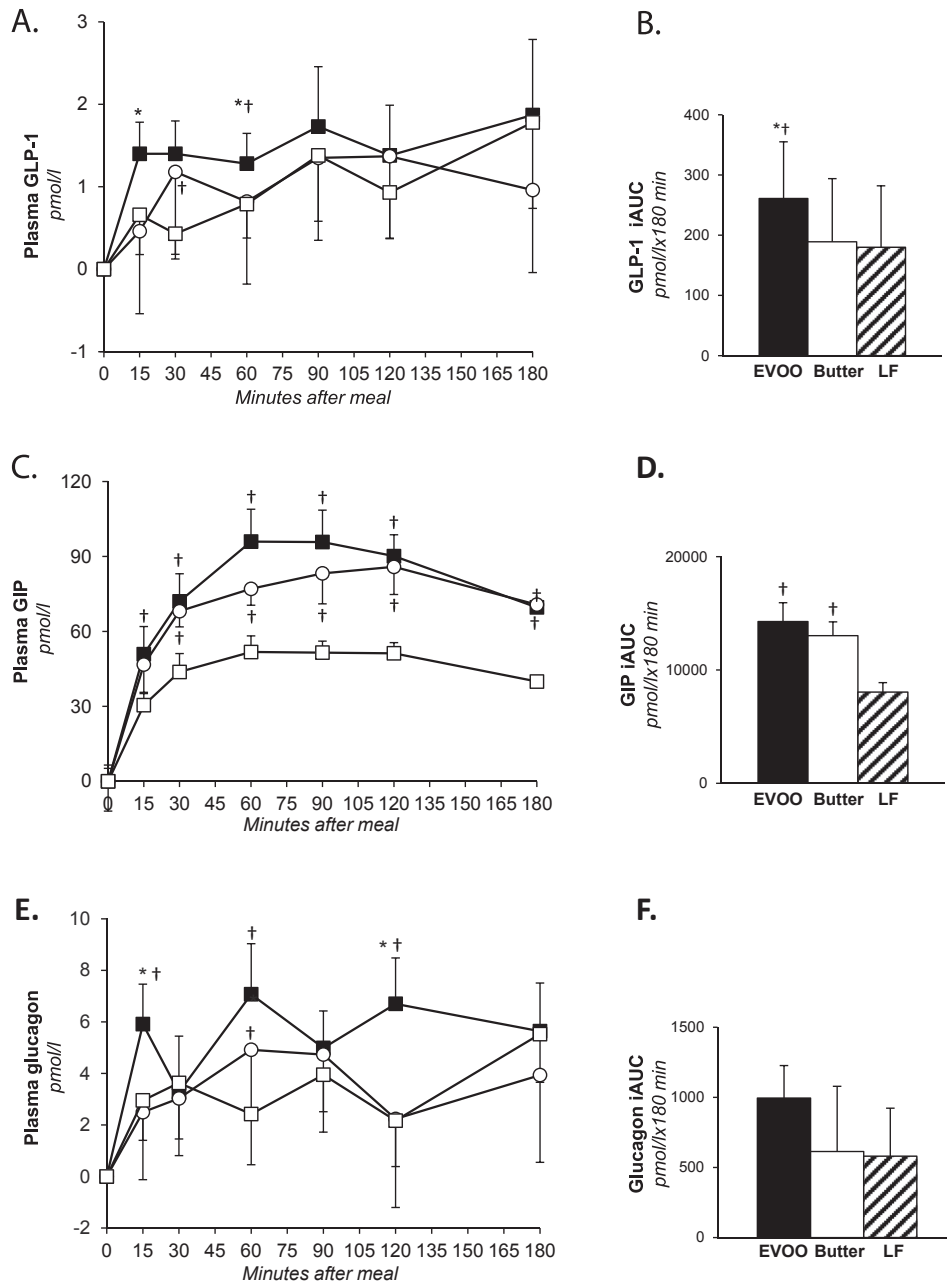 A.
3
2
1
0
-1
Plasma GLP-1
pmol/l
*
*†
†
0 15 30 45 60 75 90 105 120 135 150 165 180
Minutes after meal
B.
400
300
200
100
0
GLP-1 iAUC
pmol/lx180 min
*†
EVOO Butter LF
C.
120
90
60
30
0
Plasma GIP
pmol/l
† † †
†
†
†
† † † †
†
0 15 30 45 60 75 90 105 120 135 150 165 180
Minutes after meal
D.
20000
10000
0
GIP iAUC
pmol/lx180 min
† †
EVOO Butter LF
E.
10
8
6
4
2
0
-2
Plasma glucagon
pmol/l
* †
†
* †
†
0 15 30 45 60 75 90 105 120 135 150 165 180
Minutes after meal
F.
1500
1000
500
0
Glucagon iAUC
pmol/lx180 min
EVOO Butter LF